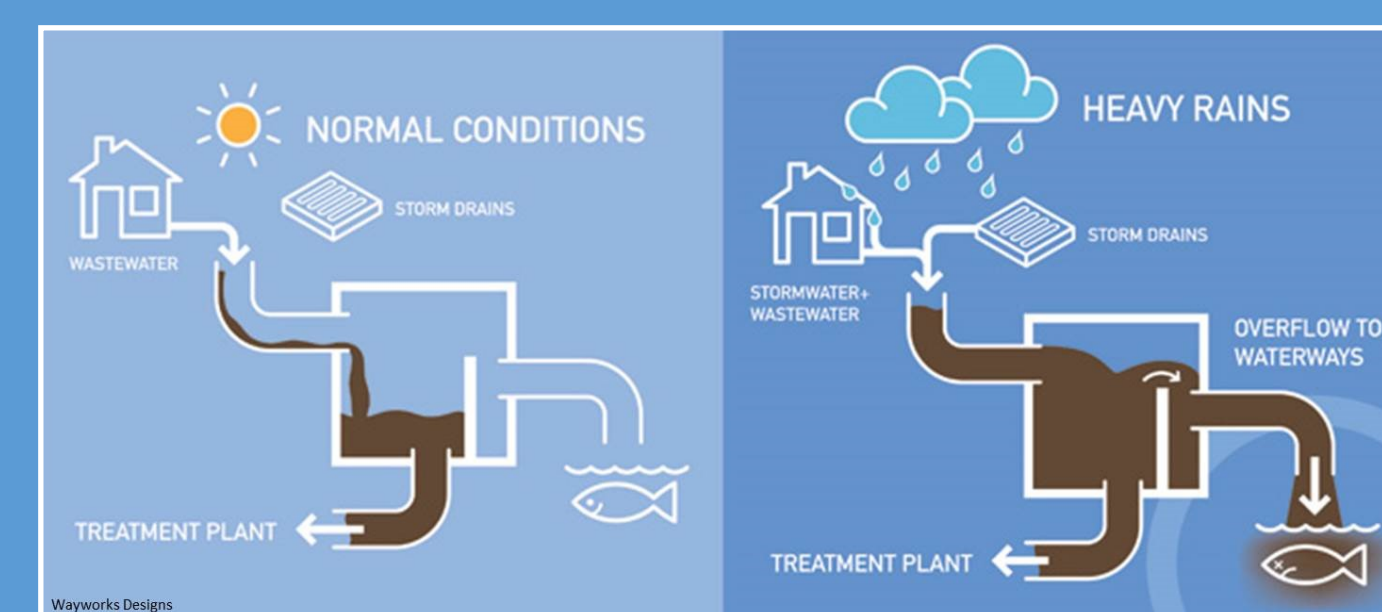 NORMAL CONDITIONS
STORM DRAINS
WASTEWATER
TREATMENT PLANT
Wayworks Designs
HEAVY RAINS
STORM DRAINS
STORMWATER+
WASTEWATER
OVERFLOW TO
WATERWAYS
TREATMENT PLANT